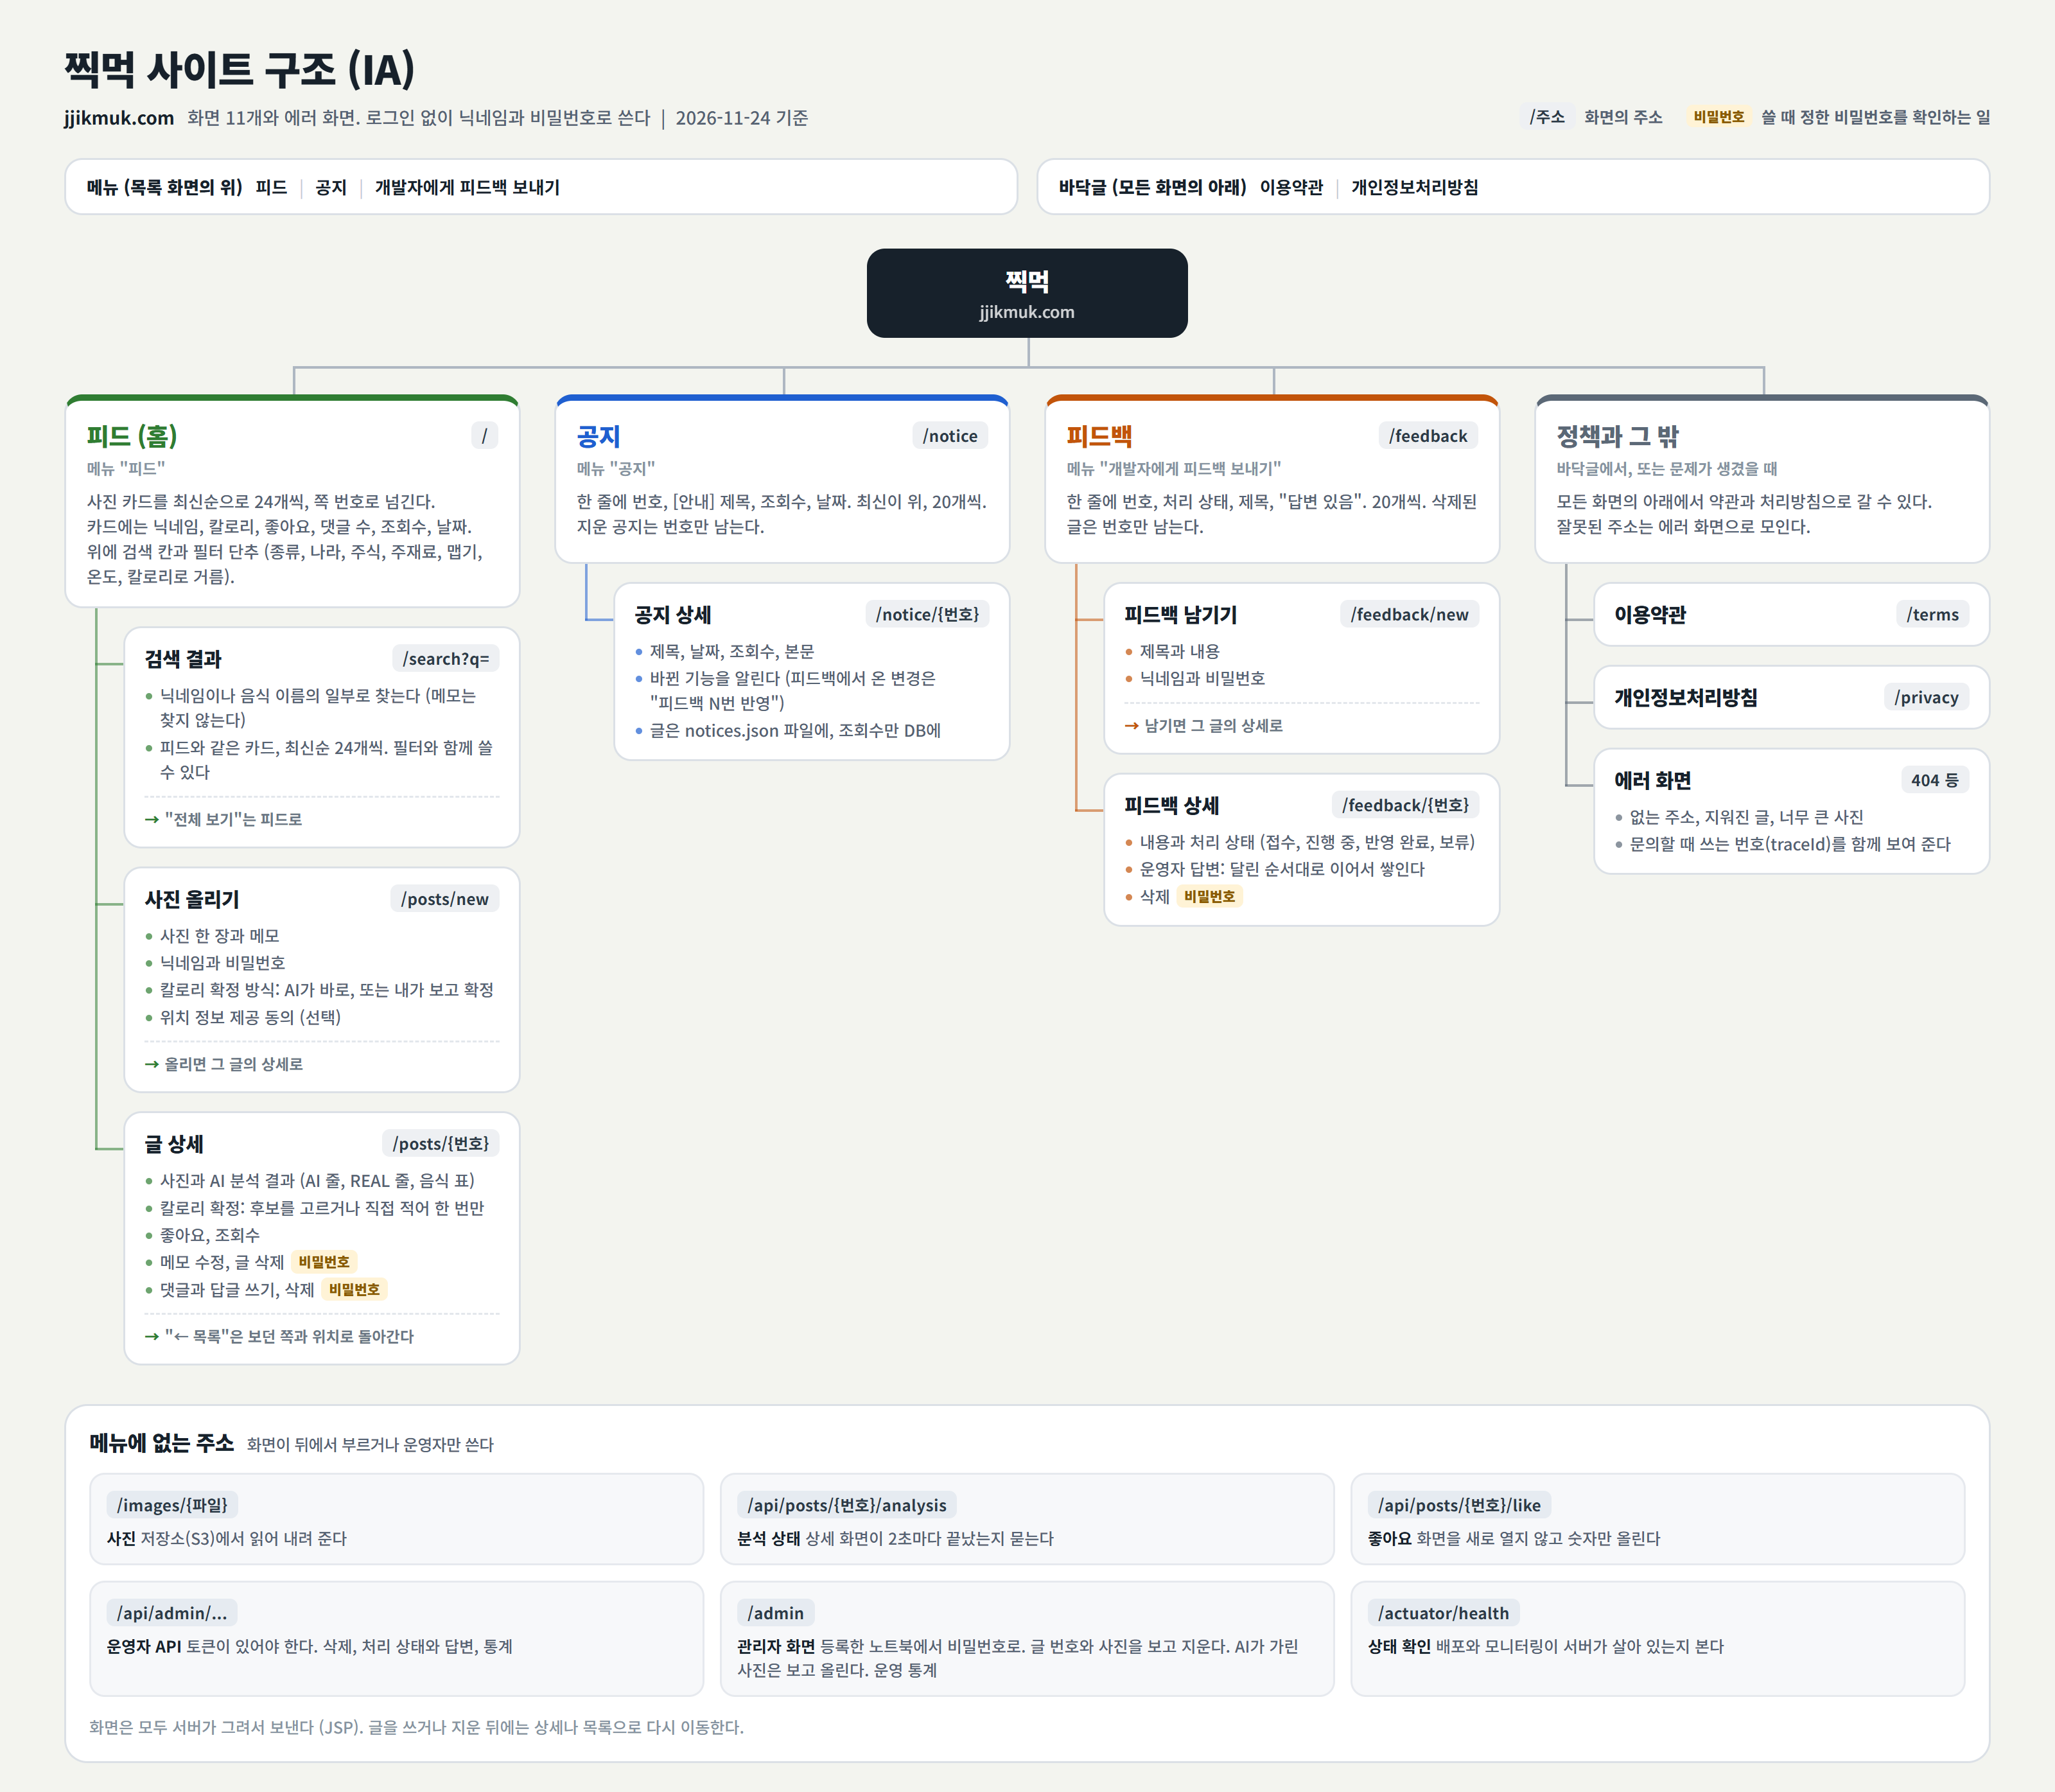 찍먹 사이트 구조 (IA)
jjikmuk.com 화면 11개와 에러 화면. 로그인 없이 닉네임과 비밀번호로 쓴다 | 2026-11-24 기준
/주소 화면의 주소 비밀번호 쓸 때 정한 비밀번호를 확인하는 일
메뉴 (목록 화면의 위) 피드 | 공지 | 개발자에게 피드백 보내기
바닥글 (모든 화면의 아래) 이용약관 | 개인정보처리방침
찍먹
jjikmuk.com
피드 (홈) /
메뉴 "피드"
사진 카드를 최신순으로 24개씩, 쪽 번호로 넘긴다.
카드에는 닉네임, 칼로리, 좋아요, 댓글 수, 조회수, 날짜.
위에 검색 칸과 필터 단추 (종류, 나라, 주식, 주재료, 맵기,
온도, 칼로리로 거름).
검색 결과 /search?q=
닉네임이나 음식 이름의 일부로 찾는다 (메모는
찾지 않는다)
피드와 같은 카드, 최신순 24개씩. 필터와 함께 쓸
수 있다
→ "전체 보기"는 피드로
사진 올리기 /posts/new
사진 한 장과 메모
닉네임과 비밀번호
칼로리 확정 방식: AI가 바로, 또는 내가 보고 확정
위치 정보 제공 동의 (선택)
→ 올리면 그 글의 상세로
글 상세 /posts/{번호}
사진과 AI 분석 결과 (AI 줄, REAL 줄, 음식 표)
칼로리 확정: 후보를 고르거나 직접 적어 한 번만
좋아요, 조회수
메모 수정, 글 삭제 비밀번호
댓글과 답글 쓰기, 삭제 비밀번호
→ "← 목록"은 보던 쪽과 위치로 돌아간다
공지 /notice
메뉴 "공지"
한 줄에 번호, [안내] 제목, 조회수, 날짜. 최신이 위, 20개씩.
지운 공지는 번호만 남는다.
공지 상세 /notice/{번호}
제목, 날짜, 조회수, 본문
바뀐 기능을 알린다 (피드백에서 온 변경은
"피드백 N번 반영")
글은 notices.json 파일에, 조회수만 DB에
피드백 /feedback
메뉴 "개발자에게 피드백 보내기"
한 줄에 번호, 처리 상태, 제목, "답변 있음". 20개씩. 삭제된
글은 번호만 남는다.
피드백 남기기 /feedback/new
제목과 내용
닉네임과 비밀번호
→ 남기면 그 글의 상세로
피드백 상세 /feedback/{번호}
내용과 처리 상태 (접수, 진행 중, 반영 완료, 보류)
운영자 답변: 달린 순서대로 이어서 쌓인다
삭제 비밀번호
정책과 그 밖
바닥글에서, 또는 문제가 생겼을 때
모든 화면의 아래에서 약관과 처리방침으로 갈 수 있다.
잘못된 주소는 에러 화면으로 모인다.
이용약관 /terms
개인정보처리방침 /privacy
에러 화면 404 등
없는 주소, 지워진 글, 너무 큰 사진
문의할 때 쓰는 번호(traceId)를 함께 보여 준다
메뉴에 없는 주소 화면이 뒤에서 부르거나 운영자만 쓴다
/images/{파일}
사진 저장소(S3)에서 읽어 내려 준다
/api/posts/{번호}/analysis
분석 상태 상세 화면이 2초마다 끝났는지 묻는다
/api/posts/{번호}/like
좋아요 화면을 새로 열지 않고 숫자만 올린다
/api/admin/...
운영자 API 토큰이 있어야 한다. 삭제, 처리 상태와 답변, 통계
/admin
관리자 화면 등록한 노트북에서 비밀번호로. 글 번호와 사진을 보고 지운다. AI가 가린
사진은 보고 올린다. 운영 통계
/actuator/health
상태 확인 배포와 모니터링이 서버가 살아 있는지 본다
화면은 모두 서버가 그려서 보낸다 (JSP). 글을 쓰거나 지운 뒤에는 상세나 목록으로 다시 이동한다.